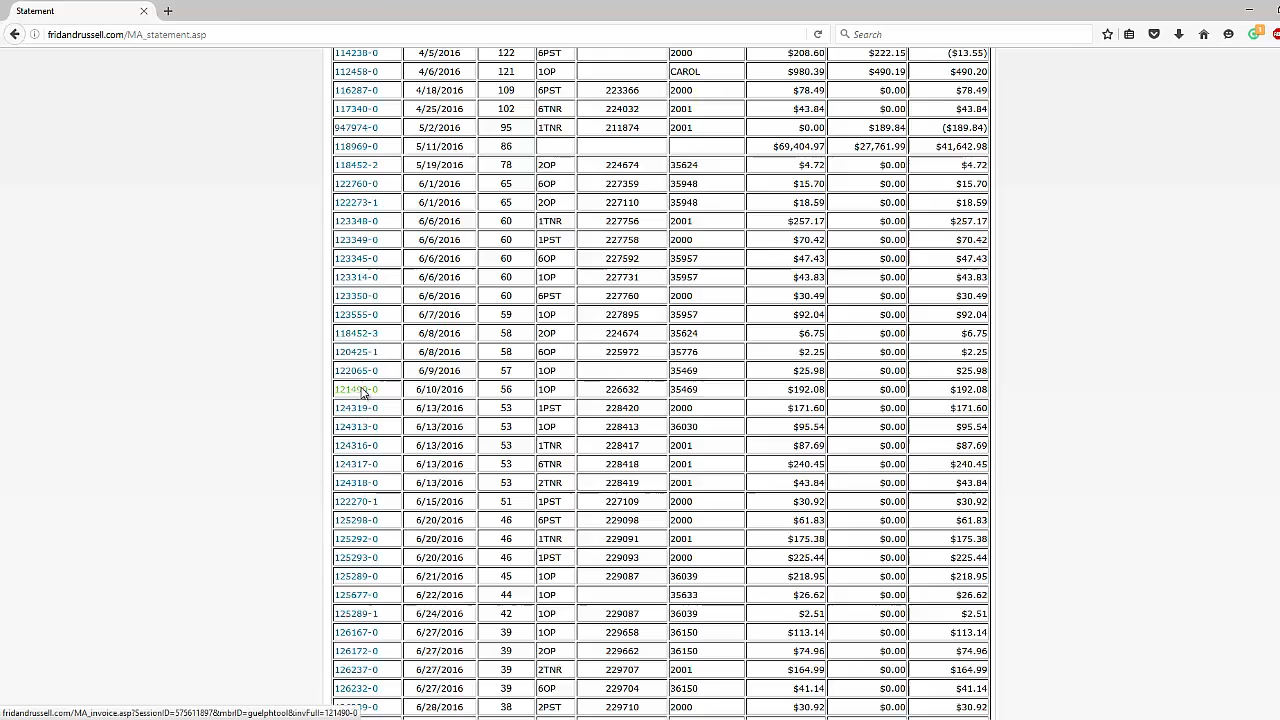 Statement
fridandrussell.com/MA_statement.asp Search
114238-0 4/5/2016 122 6PST 2000 $208.60 $222.15 ($13.55)
112458-0 4/6/2016 121 1OP CAROL $980.39 $490.19 $490.20
116287-0 4/18/2016 109 6PST 223366 2000 $78.49 $0.00 $78.49
117340-0 4/25/2016 102 6TNR 224032 2001 $43.84 $0.00 $43.84
947974-0 5/2/2016 95 1TNR 211874 2001 $0.00 $189.84 ($189.84)
118969-0 5/11/2016 86 $69,404.97 $27,761.99 $41,642.98
118452-2 5/19/2016 78 2OP 224674 35624 $4.72 $0.00 $4.72
122760-0 6/1/2016 65 6OP 227359 35948 $15.70 $0.00 $15.70
122273-1 6/1/2016 65 2OP 227110 35948 $18.59 $0.00 $18.59
123348-0 6/6/2016 60 1TNR 227756 2001 $257.17 $0.00 $257.17
123349-0 6/6/2016 60 1PST 227758 2000 $70.42 $0.00 $70.42
123345-0 6/6/2016 60 6OP 227592 35957 $47.43 $0.00 $47.43
123314-0 6/6/2016 60 1OP 227731 35957 $43.83 $0.00 $43.83
123350-0 6/6/2016 60 6PST 227760 2000 $30.49 $0.00 $30.49
123555-0 6/7/2016 59 1OP 227895 35957 $92.04 $0.00 $92.04
118452-3 6/8/2016 58 2OP 224674 35624 $6.75 $0.00 $6.75
120425-1 6/8/2016 58 6OP 225972 35776 $2.25 $0.00 $2.25
122065-0 6/9/2016 57 1OP 35469 $25.98 $0.00 $25.98
121490-0 6/10/2016 56 1OP 226632 35469 $192.08 $0.00 $192.08
124319-0 6/13/2016 53 1PST 228420 2000 $171.60 $0.00 $171.60
124313-0 6/13/2016 53 1OP 228413 36030 $95.54 $0.00 $95.54
124316-0 6/13/2016 53 1TNR 228417 2001 $87.69 $0.00 $87.69
124317-0 6/13/2016 53 6TNR 228418 2001 $240.45 $0.00 $240.45
124318-0 6/13/2016 53 2TNR 228419 2001 $43.84 $0.00 $43.84
122270-1 6/15/2016 51 1PST 227109 2000 $30.92 $0.00 $30.92
125298-0 6/20/2016 46 6PST 229098 2000 $61.83 $0.00 $61.83
125292-0 6/20/2016 46 1TNR 229091 2001 $175.38 $0.00 $175.38
125293-0 6/20/2016 46 1PST 229093 2000 $225.44 $0.00 $225.44
125289-0 6/21/2016 45 1OP 229087 36039 $218.95 $0.00 $218.95
125677-0 6/22/2016 44 1OP 35633 $26.62 $0.00 $26.62
125289-1 6/24/2016 42 1OP 229087 36039 $2.51 $0.00 $2.51
126167-0 6/27/2016 39 1OP 229658 36150 $113.14 $0.00 $113.14
126172-0 6/27/2016 39 2OP 229662 36150 $74.96 $0.00 $74.96
126237-0 6/27/2016 39 2TNR 229707 2001 $164.99 $0.00 $164.99
126232-0 6/27/2016 39 6OP 229704 36150 $41.14 $0.00 $41.14
6/28/2016 38 2PST 229710 2000 $30.92 $0.00 $30.92
fridandrussell.com/MA_invoice.asp?SessionID=575611897&mbrID=guelphtool&invFull=121490-0